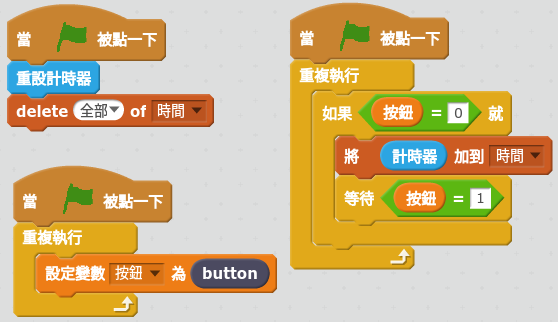 當 被點一下
重設計時器
delete 全部 of 時間
當 被點一下
重複執行
設定變數 按鈕 為 button
當 被點一下
重複執行
如果 按鈕 = 0 就
將 計時器 加到 時間
等待 按鈕 = 1